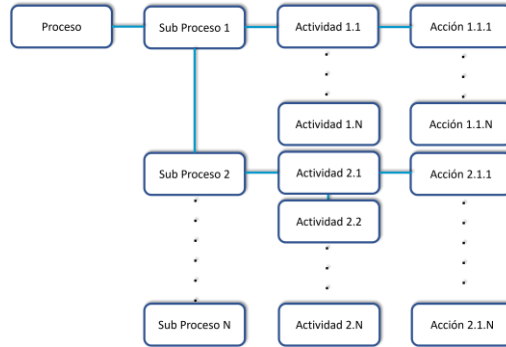 Proceso
Sub Proceso 1
Actividad 1.1
Acción 1.1.1
Actividad 1.N
Acción 1.1.N
Sub Proceso 2
Actividad 2.1
Acción 2.1.1
Actividad 2.2
Sub Proceso N
Actividad 2.N
Acción 2.1.N